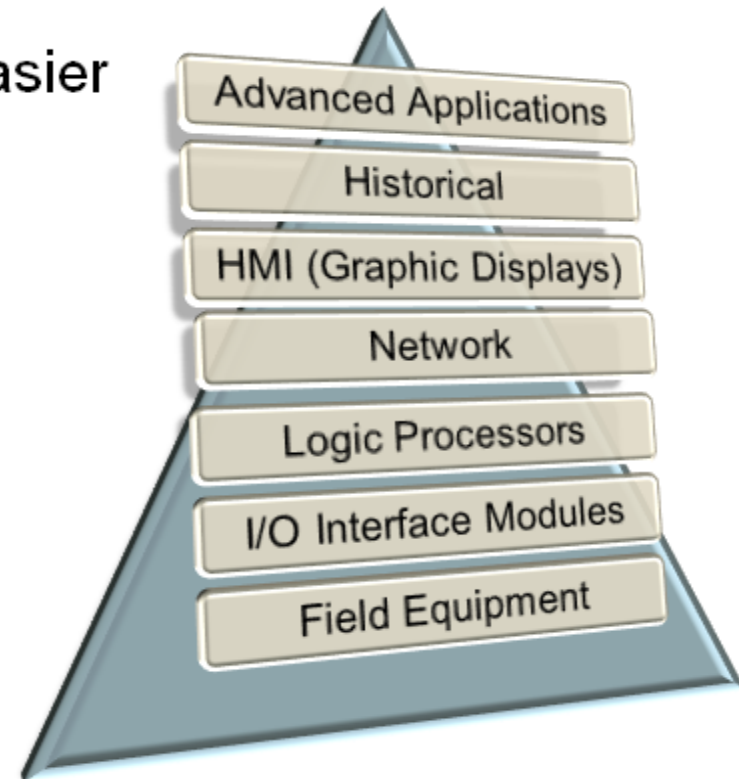 asier
Advanced Applications
Historical
HMI (Graphic Displays)
Network
Logic Processors
I/O Interface Modules
Field Equipment